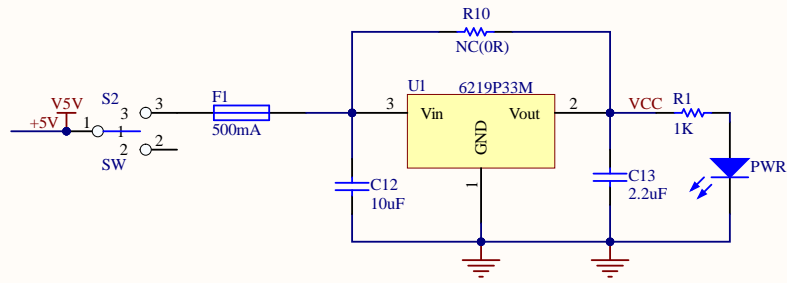 R10
NC(0R)
V5V
+5V
S2
3
3
1
1
2
2
SW
F1
500mA
U1
6219P33M
3
Vin
Vout
2
GND
1
VCC
R1
1K
C12
10uF
C13
2.2uF
PWR